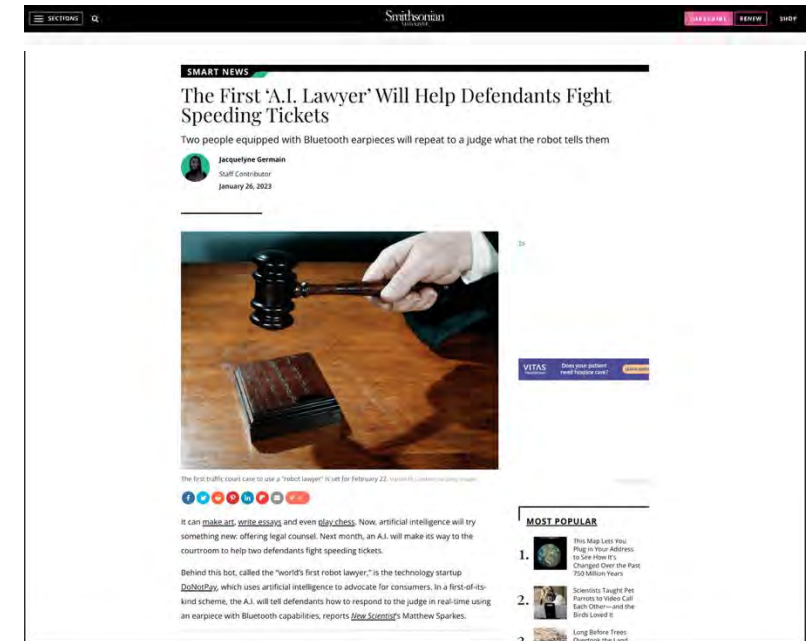 SECTIONS
Smithsonian
MAGAZINE
SUBSCRIBE
RENEW
SHOP
SMART NEWS
The First ‘A.I. Lawyer’ Will Help Defendants Fight
Speeding Tickets
Two people equipped with Bluetooth earpieces will repeat to a judge what the robot tells them
Jacquelyne Germain
Staff Contributor
January 26, 2023
The first traffic court case to use a "robot lawyer" is set for February 22.
It can make art, write essays and even play chess. Now, artificial intelligence will try
something new: offering legal counsel. Next month, an A.I. will make its way to the
courtroom to help two defendants fight speeding tickets.
Behind this bot, called the "world's first robot lawyer," is the technology startup
DoNotPay, which uses artificial intelligence to advocate for consumers. In a first-of-its-
kind scheme, the A.I. will tell defendants how to respond to the judge in real-time using
an earpiece with Bluetooth capabilities, reports New Scientist's Matthew Sparkes.
VITAS
Does your patient
need hospice care?
MOST POPULAR
1.
This Map Lets You
Plug in Your Address
to See How It's
Changed Over the Past
750 Million Years
2.
Scientists Taught Pet
Parrots to Video Call
Each Other—and the
Birds Loved It
Long Before Trees
Overtook the Land